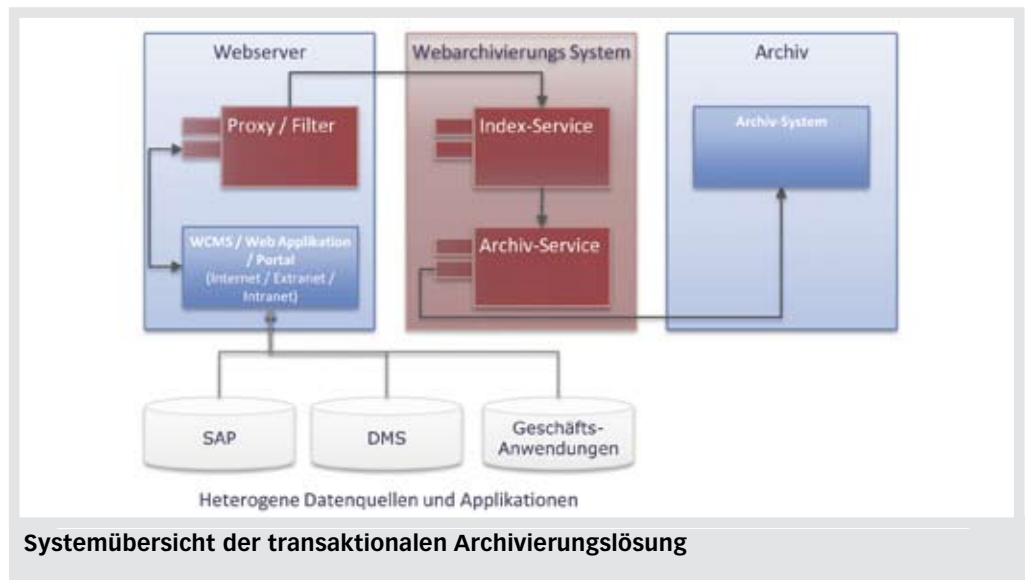 Webserver
Webarchivierungs System
Archiv
Proxy / Filter
Index-Service
Archiv-System
WCMS / Web Applikation
/ Portal
(Internet / Extranet /
Intranet)
Archiv-Service
SAP
DMS
Geschäfts-
Anwendungen
Heterogene Datenquellen und Applikationen
Systemübersicht der transaktionalen Archivierungslösung